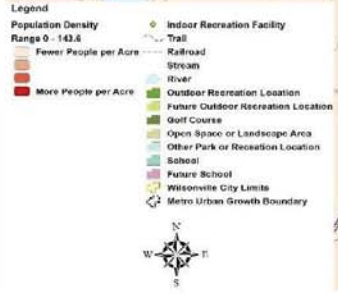 Legend
Population Density
Range 0 - 143.6
Fewer People per Acre
More People per Acre
Indoor Recreation Facility
Trail
Railroad
Stream
River
Outdoor Recreation Location
Future Outdoor Recreation Location
Golf Course
Open Space or Landscape Area
Other Park or Recreation Location
School
Future School
Wilsonville City Limits
Metro Urban Growth Boundary
N
W E
S